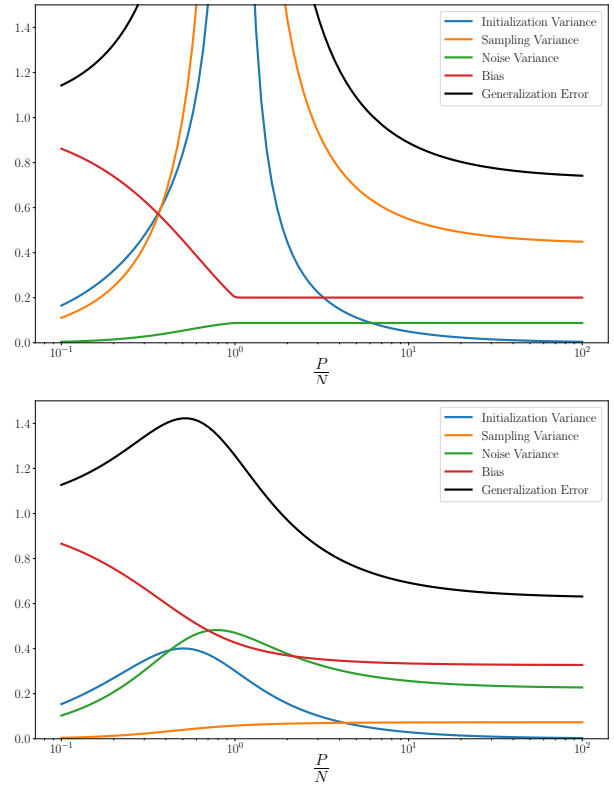 1.4
1.2
1.0
0.8
0.6
0.4
0.2
0.0
Initialization Variance
Sampling Variance
Noise Variance
Bias
Generalization Error
10⁻¹ 10⁰ 10¹ 10²
P
N
1.4
1.2
1.0
0.8
0.6
0.4
0.2
0.0
Initialization Variance
Sampling Variance
Noise Variance
Bias
Generalization Error
10⁻¹ 10⁰ 10¹ 10²
P
N